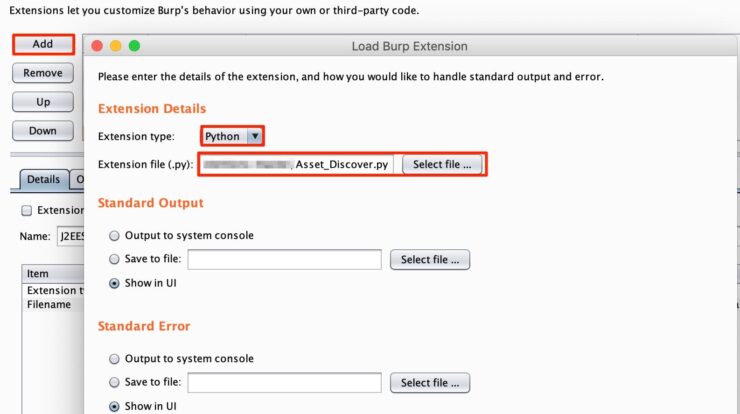 Extensions let you customize Burp's behavior using your own or third-party code.
Add
Remove
Up
Down
Load Burp Extension
Please enter the details of the extension, and how you would like to handle standard output and error.
Extension Details
Extension type: Python
Extension file (.py): Asset_Discover.py Select file ...
Standard Output
Output to system console
Save to file: Select file ...
Show in UI
Standard Error
Output to system console
Save to file: Select file ...
Show in UI
Details O
Extension
Name: J2EES
Item
Extension t
Filename